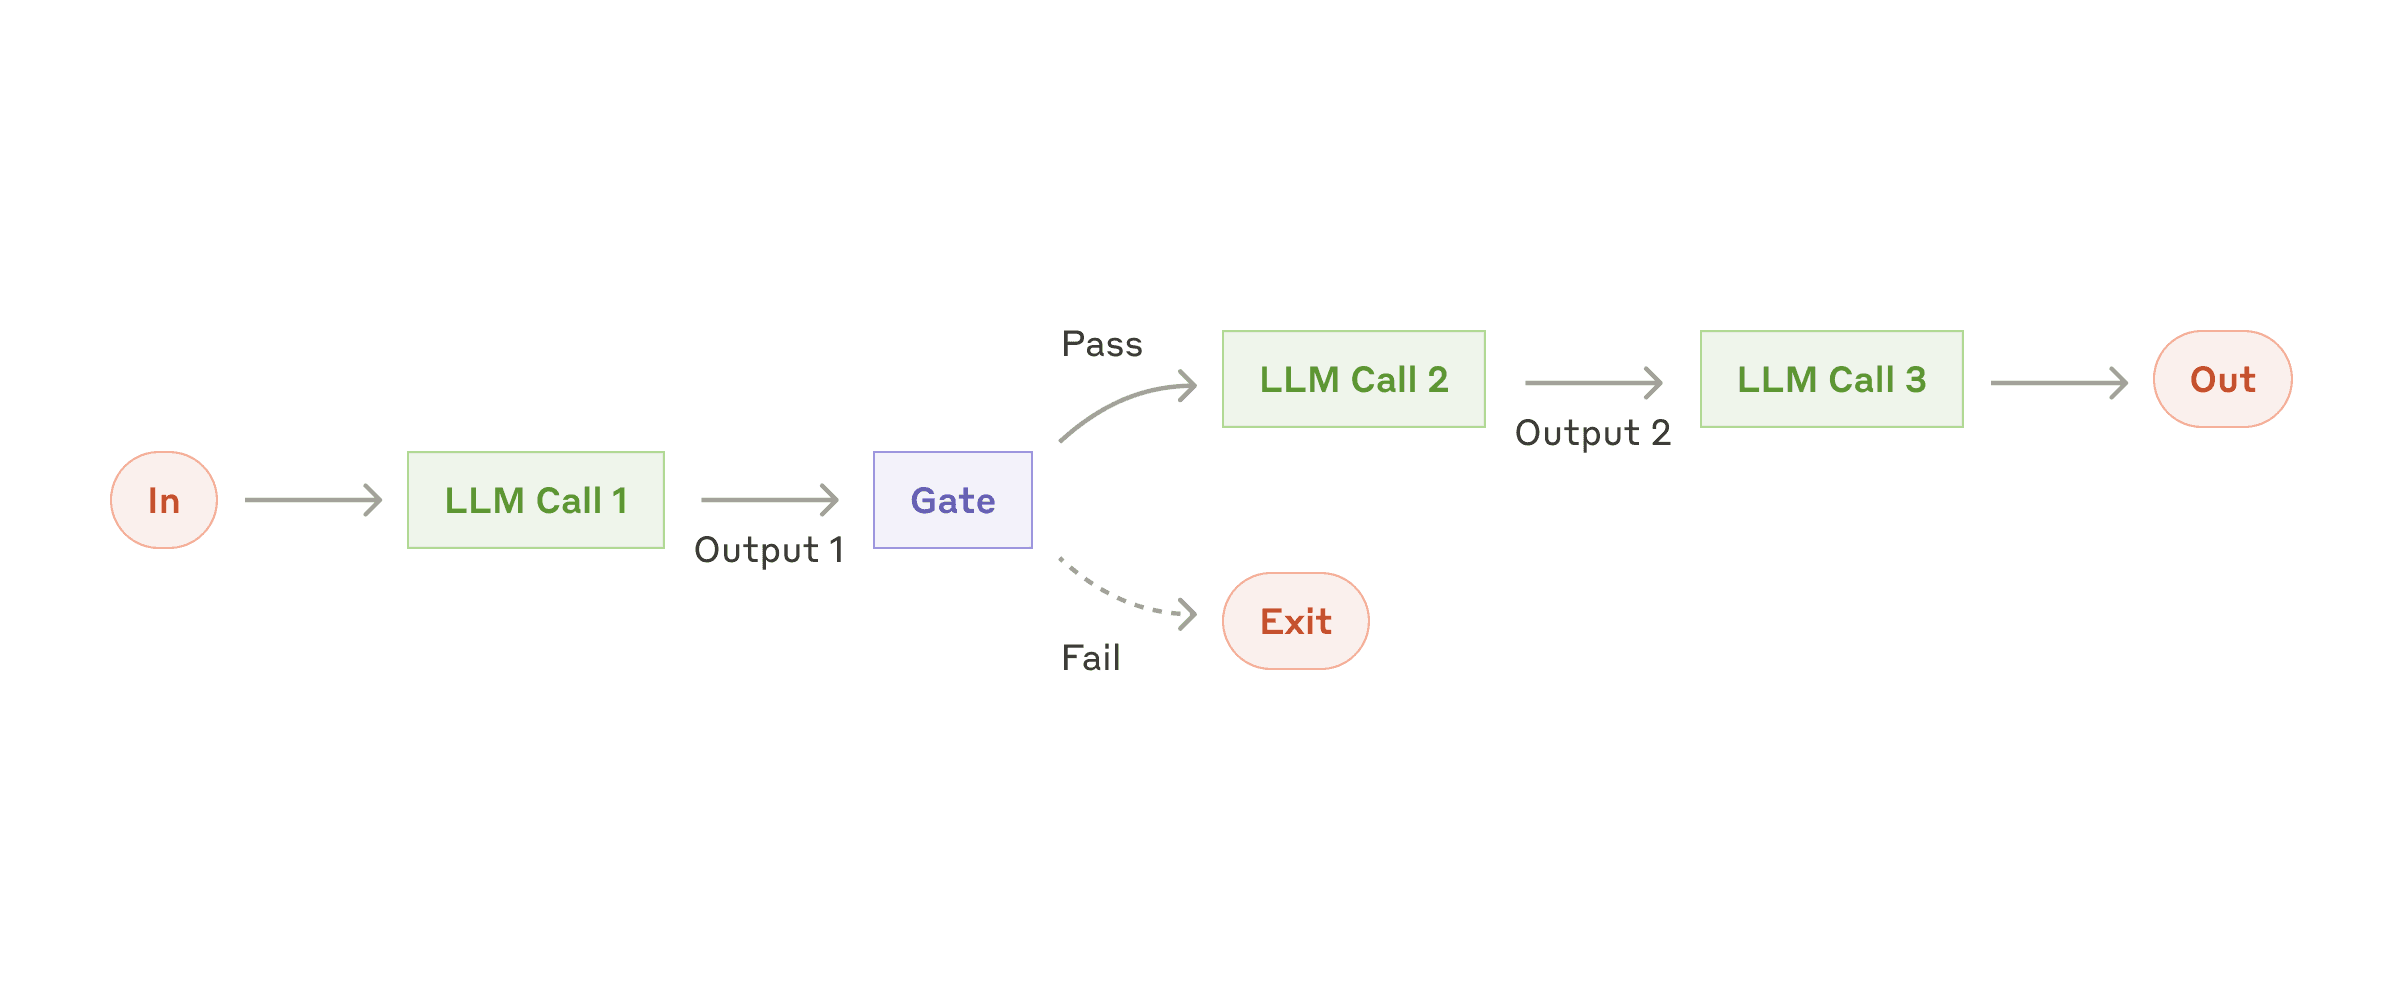 In
LLM Call 1
Output 1
Gate
Pass
LLM Call 2
Output 2
LLM Call 3
Out
Fail
Exit